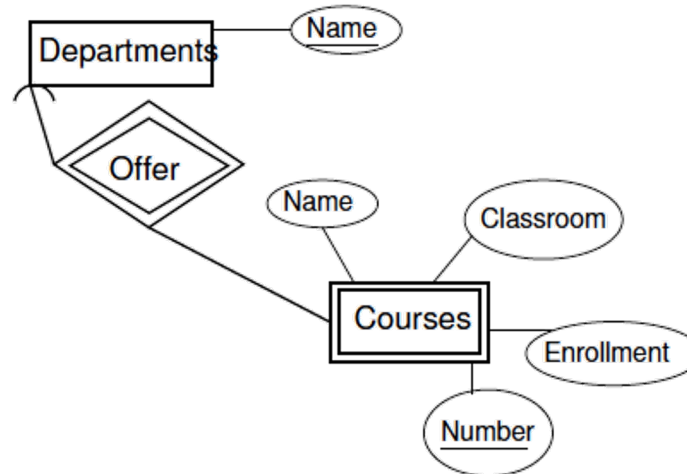 Name
Departments
Offer
Name
Classroom
Courses
Enrollment
Number